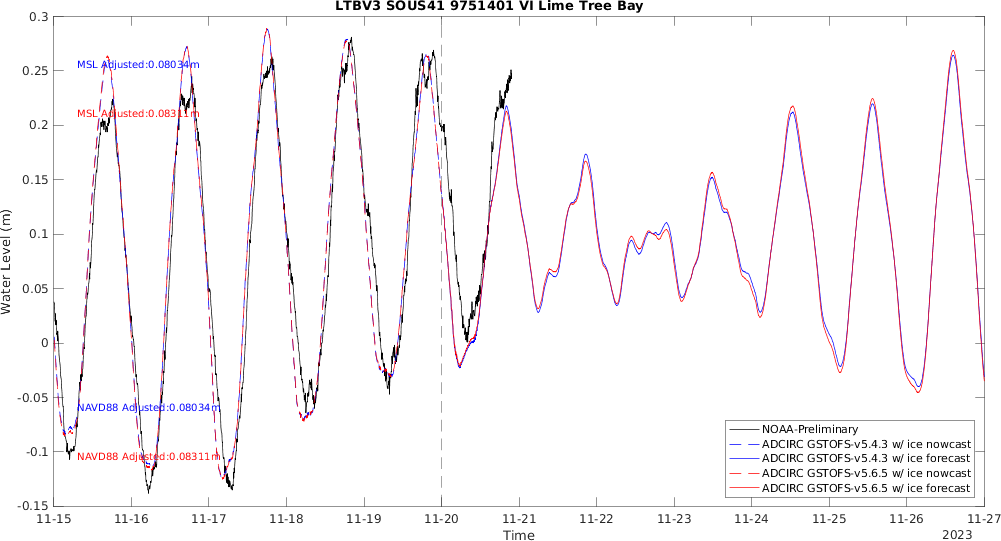 LTBV3 SOUS41 9751401 VI Lime Tree Bay
0.3
0.25
0.2
0.15
0.1
0.05
0
-0.05
-0.1
-0.15
Water Level (m)
MSL Adjusted:0.08034m
MSL Adjusted:0.08311m
NAVD88 Adjusted:0.08034m
NAVD88 Adjusted:0.08311m
NOAA-Preliminary
ADCIRC GSTOFS-v5.4.3 w/ ice nowcast
ADCIRC GSTOFS-v5.4.3 w/ ice forecast
ADCIRC GSTOFS-v5.6.5 w/ ice nowcast
ADCIRC GSTOFS-v5.6.5 w/ ice forecast
11-15 11-16 11-17 11-18 11-19 11-20 11-21 11-22 11-23 11-24 11-25 11-26 11-27
Time
2023